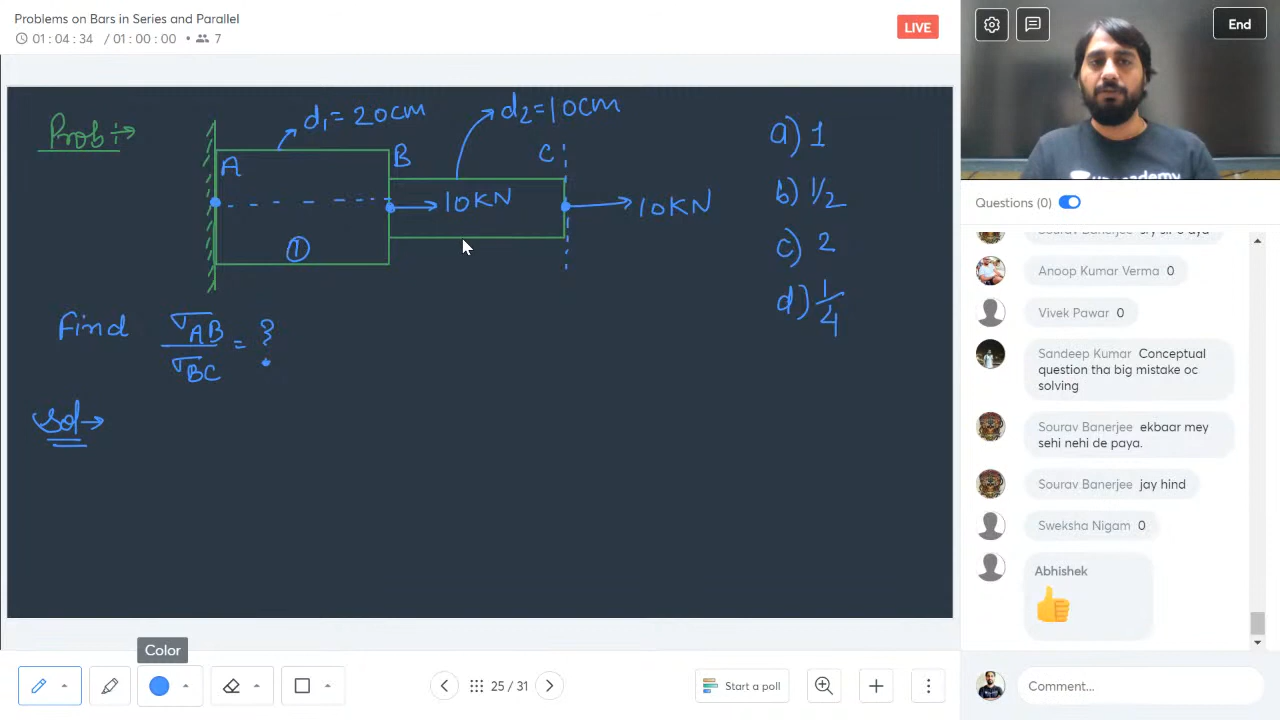 Problems on Bars in Series and Parallel
01 : 04 : 34 / 01 : 00 : 00 • 7
LIVE
End
Prob :→
d₁ = 20cm
d₂=10cm
A
B
C
10KN
10KN
①
a) 1
b) 1/2
c) 2
d) 1/4
Find σAB/σBC = ?
Sol →
Questions (0)
Anoop Kumar Verma 0
Vivek Pawar 0
Sandeep Kumar Conceptual
question tha big mistake oc
solving
Sourav Banerjee ekbaar mey
sehi nehi de paya.
Sourav Banerjee jay hind
Sweksha Nigam 0
Abhishek
Color
25 / 31
Start a poll
Comment...